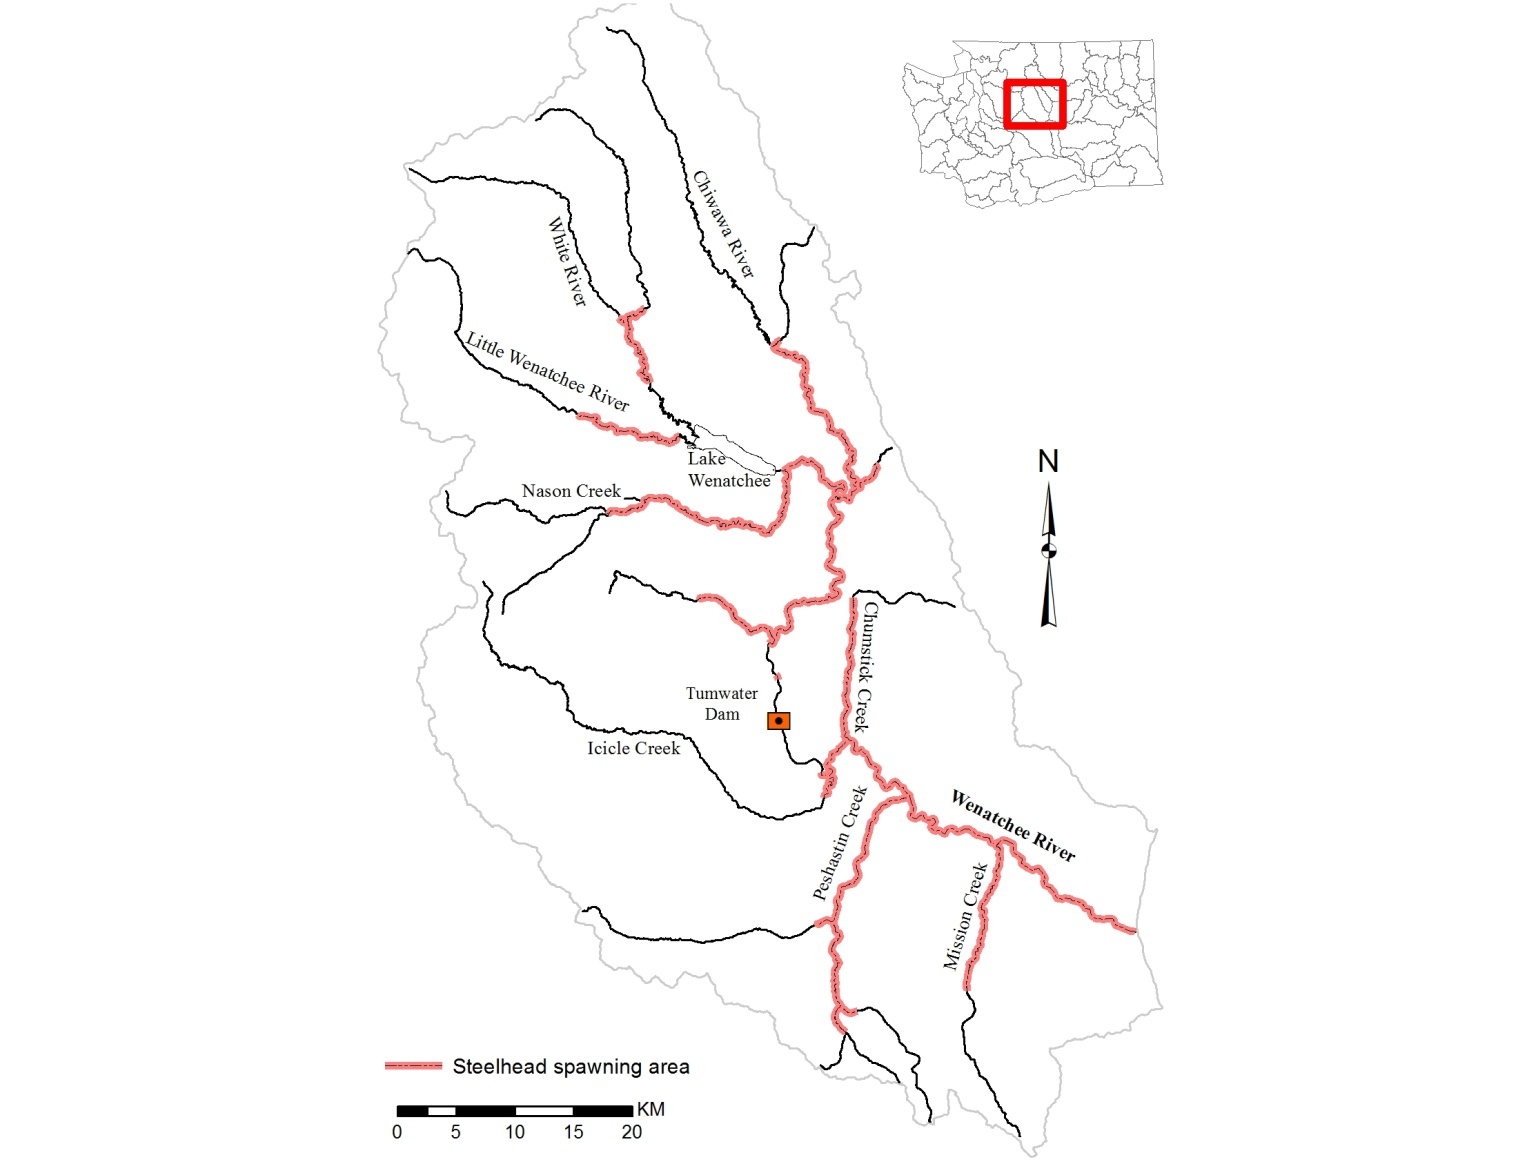 Chiwawa River
White River
Little Wenatchee River
Lake
Wenatchee
Nason Creek
N
Chumstick Creek
Tumwater
Dam
Icicle Creek
Peshastin Creek
Wenatchee River
Mission Creek
Steelhead spawning area
KM
0 5 10 15 20